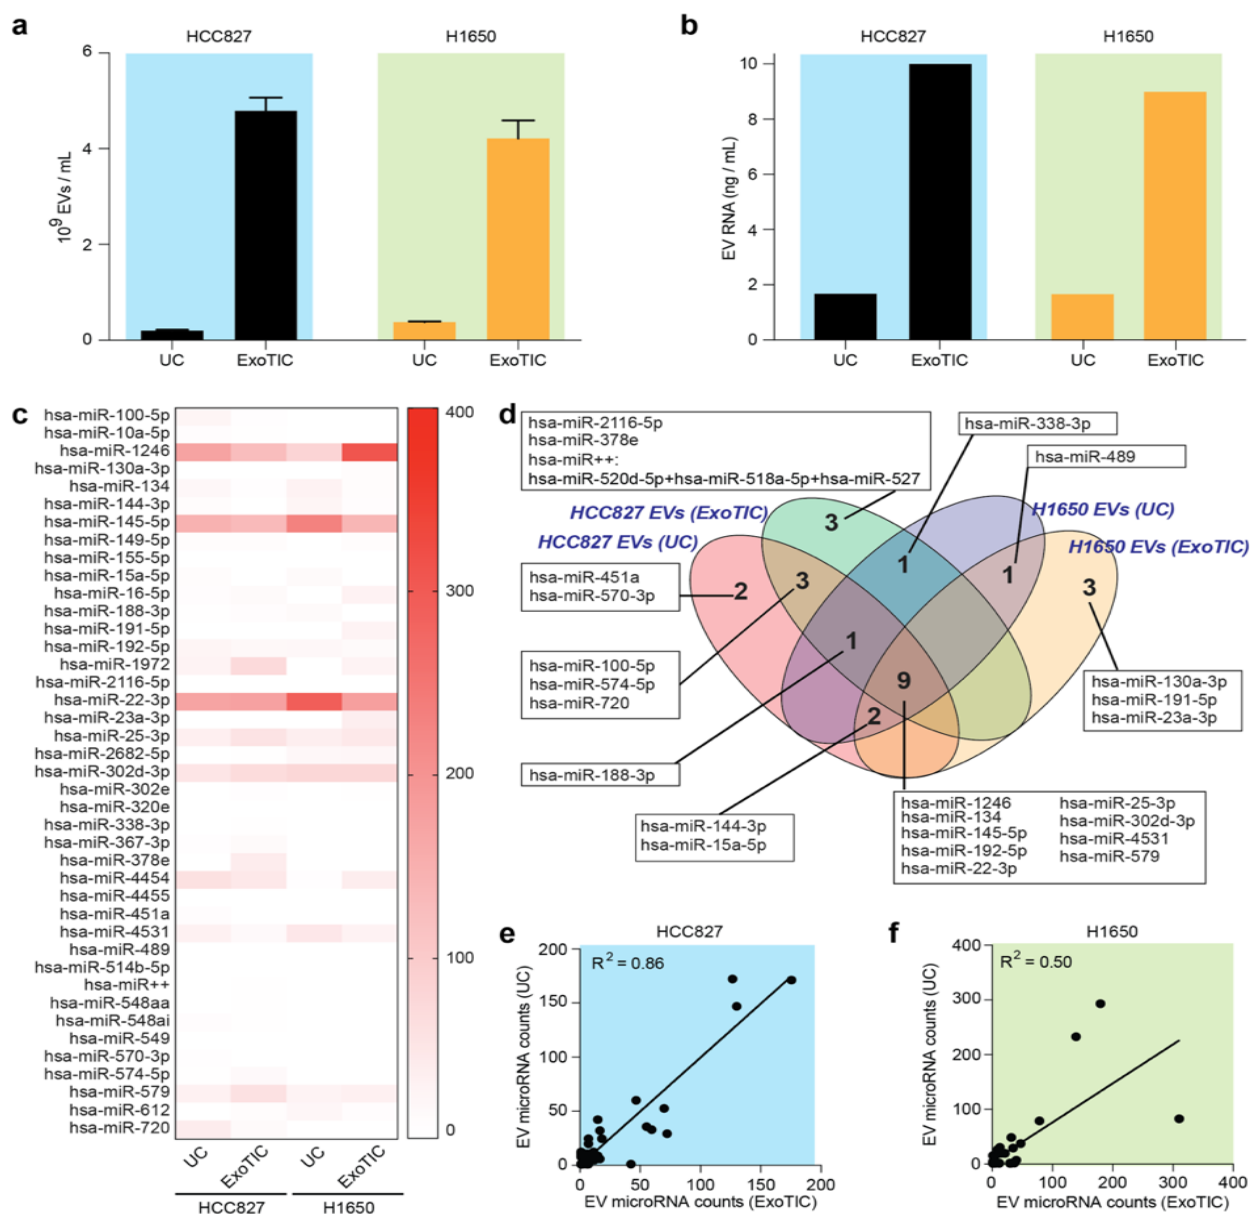 a
HCC827
H1650
6
4
2
0
10⁹ EVs / mL
UC
ExoTIC
UC
ExoTIC
b
HCC827
H1650
10
8
6
4
2
0
EV RNA (ng / mL)
UC
ExoTIC
UC
ExoTIC
c
hsa-miR-100-5p
hsa-miR-10a-5p
hsa-miR-1246
hsa-miR-130a-3p
hsa-miR-134
hsa-miR-144-3p
hsa-miR-145-5p
hsa-miR-149-5p
hsa-miR-155-5p
hsa-miR-15a-5p
hsa-miR-16-5p
hsa-miR-188-3p
hsa-miR-191-5p
hsa-miR-192-5p
hsa-miR-1972
hsa-miR-2116-5p
hsa-miR-22-3p
hsa-miR-23a-3p
hsa-miR-25-3p
hsa-miR-2682-5p
hsa-miR-302d-3p
hsa-miR-302e
hsa-miR-320e
hsa-miR-338-3p
hsa-miR-367-3p
hsa-miR-378e
hsa-miR-4454
hsa-miR-4455
hsa-miR-451a
hsa-miR-4531
hsa-miR-489
hsa-miR-514b-5p
hsa-miR++
hsa-miR-548aa
hsa-miR-548ai
hsa-miR-549
hsa-miR-570-3p
hsa-miR-574-5p
hsa-miR-579
hsa-miR-612
hsa-miR-720
400
300
200
100
0
UC
ExoTIC
UC
ExoTIC
HCC827
H1650
d
hsa-miR-2116-5p
hsa-miR-378e
hsa-miR++:
hsa-miR-520d-5p+hsa-miR-518a-5p+hsa-miR-527
hsa-miR-338-3p
hsa-miR-489
HCC827 EVs (ExoTIC)
HCC827 EVs (UC)
H1650 EVs (UC)
H1650 EVs (ExoTIC)
3
1
1
3
2
3
1
9
2
hsa-miR-451a
hsa-miR-570-3p
hsa-miR-100-5p
hsa-miR-574-5p
hsa-miR-720
hsa-miR-188-3p
hsa-miR-144-3p
hsa-miR-15a-5p
hsa-miR-130a-3p
hsa-miR-191-5p
hsa-miR-23a-3p
hsa-miR-1246
hsa-miR-134
hsa-miR-145-5p
hsa-miR-192-5p
hsa-miR-22-3p
hsa-miR-25-3p
hsa-miR-302d-3p
hsa-miR-4531
hsa-miR-579
e
HCC827
R² = 0.86
200
150
100
50
0
EV microRNA counts (UC)
0
50
100
150
200
EV microRNA counts (ExoTIC)
f
H1650
R² = 0.50
400
300
200
100
0
EV microRNA counts (UC)
0
100
200
300
400
EV microRNA counts (ExoTIC)